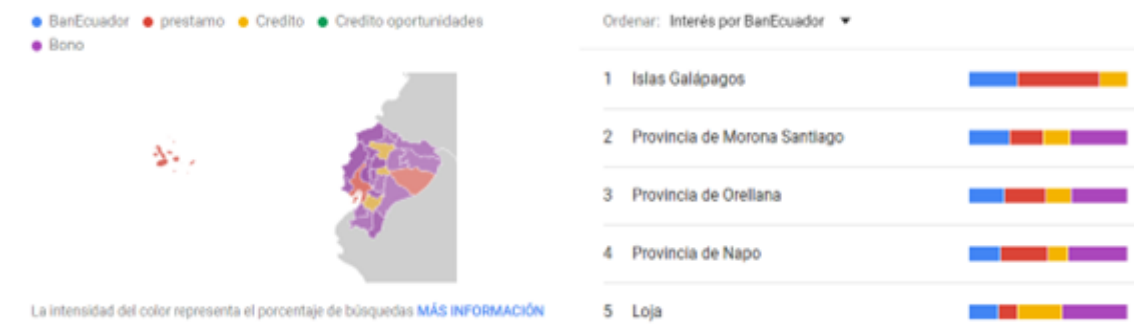 BanEcuador prestamo Credito Credito oportunidades
Bono
La intensidad del color representa el porcentaje de búsquedas MÁS INFORMACIÓN
Ordenar: Interés por BanEcuador
1 Islas Galápagos
2 Provincia de Morona Santiago
3 Provincia de Orellana
4 Provincia de Napo
5 Loja